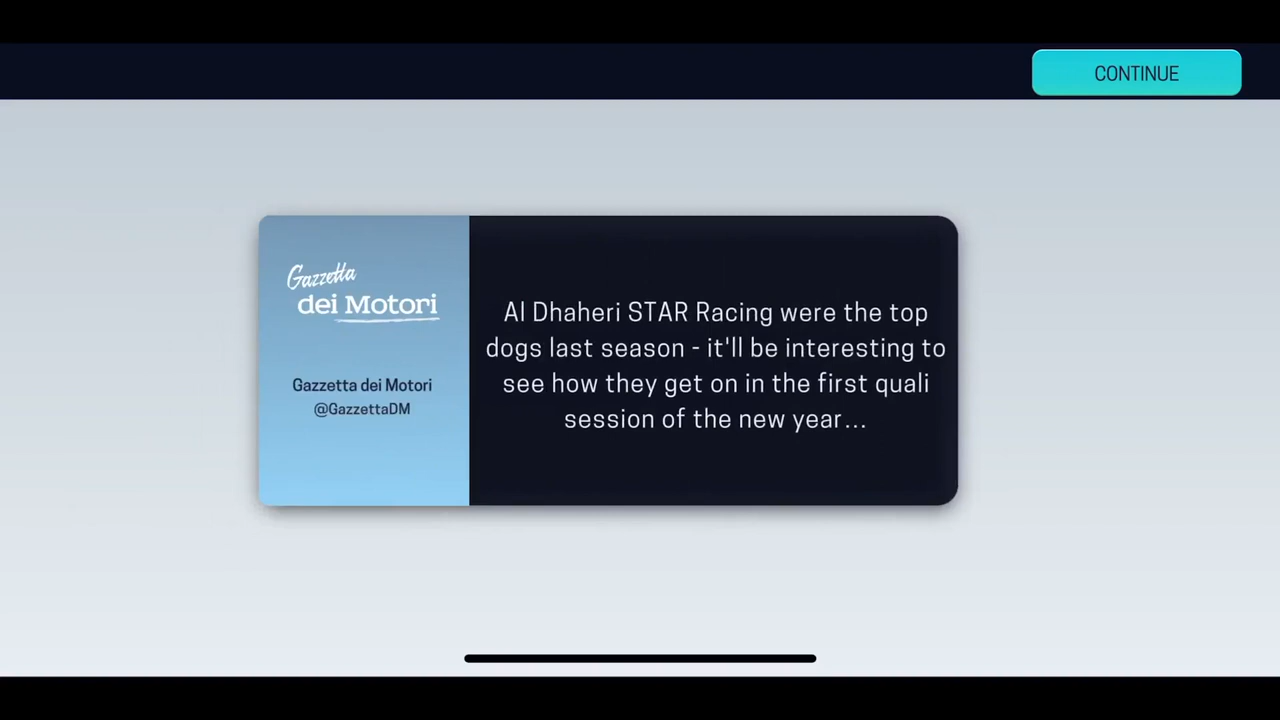 CONTINUE
Gazzetta
dei Motori
Gazzetta dei Motori
@GazzettaDM
Al Dhaheri STAR Racing were the top
dogs last season - it'll be interesting to
see how they get on in the first quali
session of the new year...